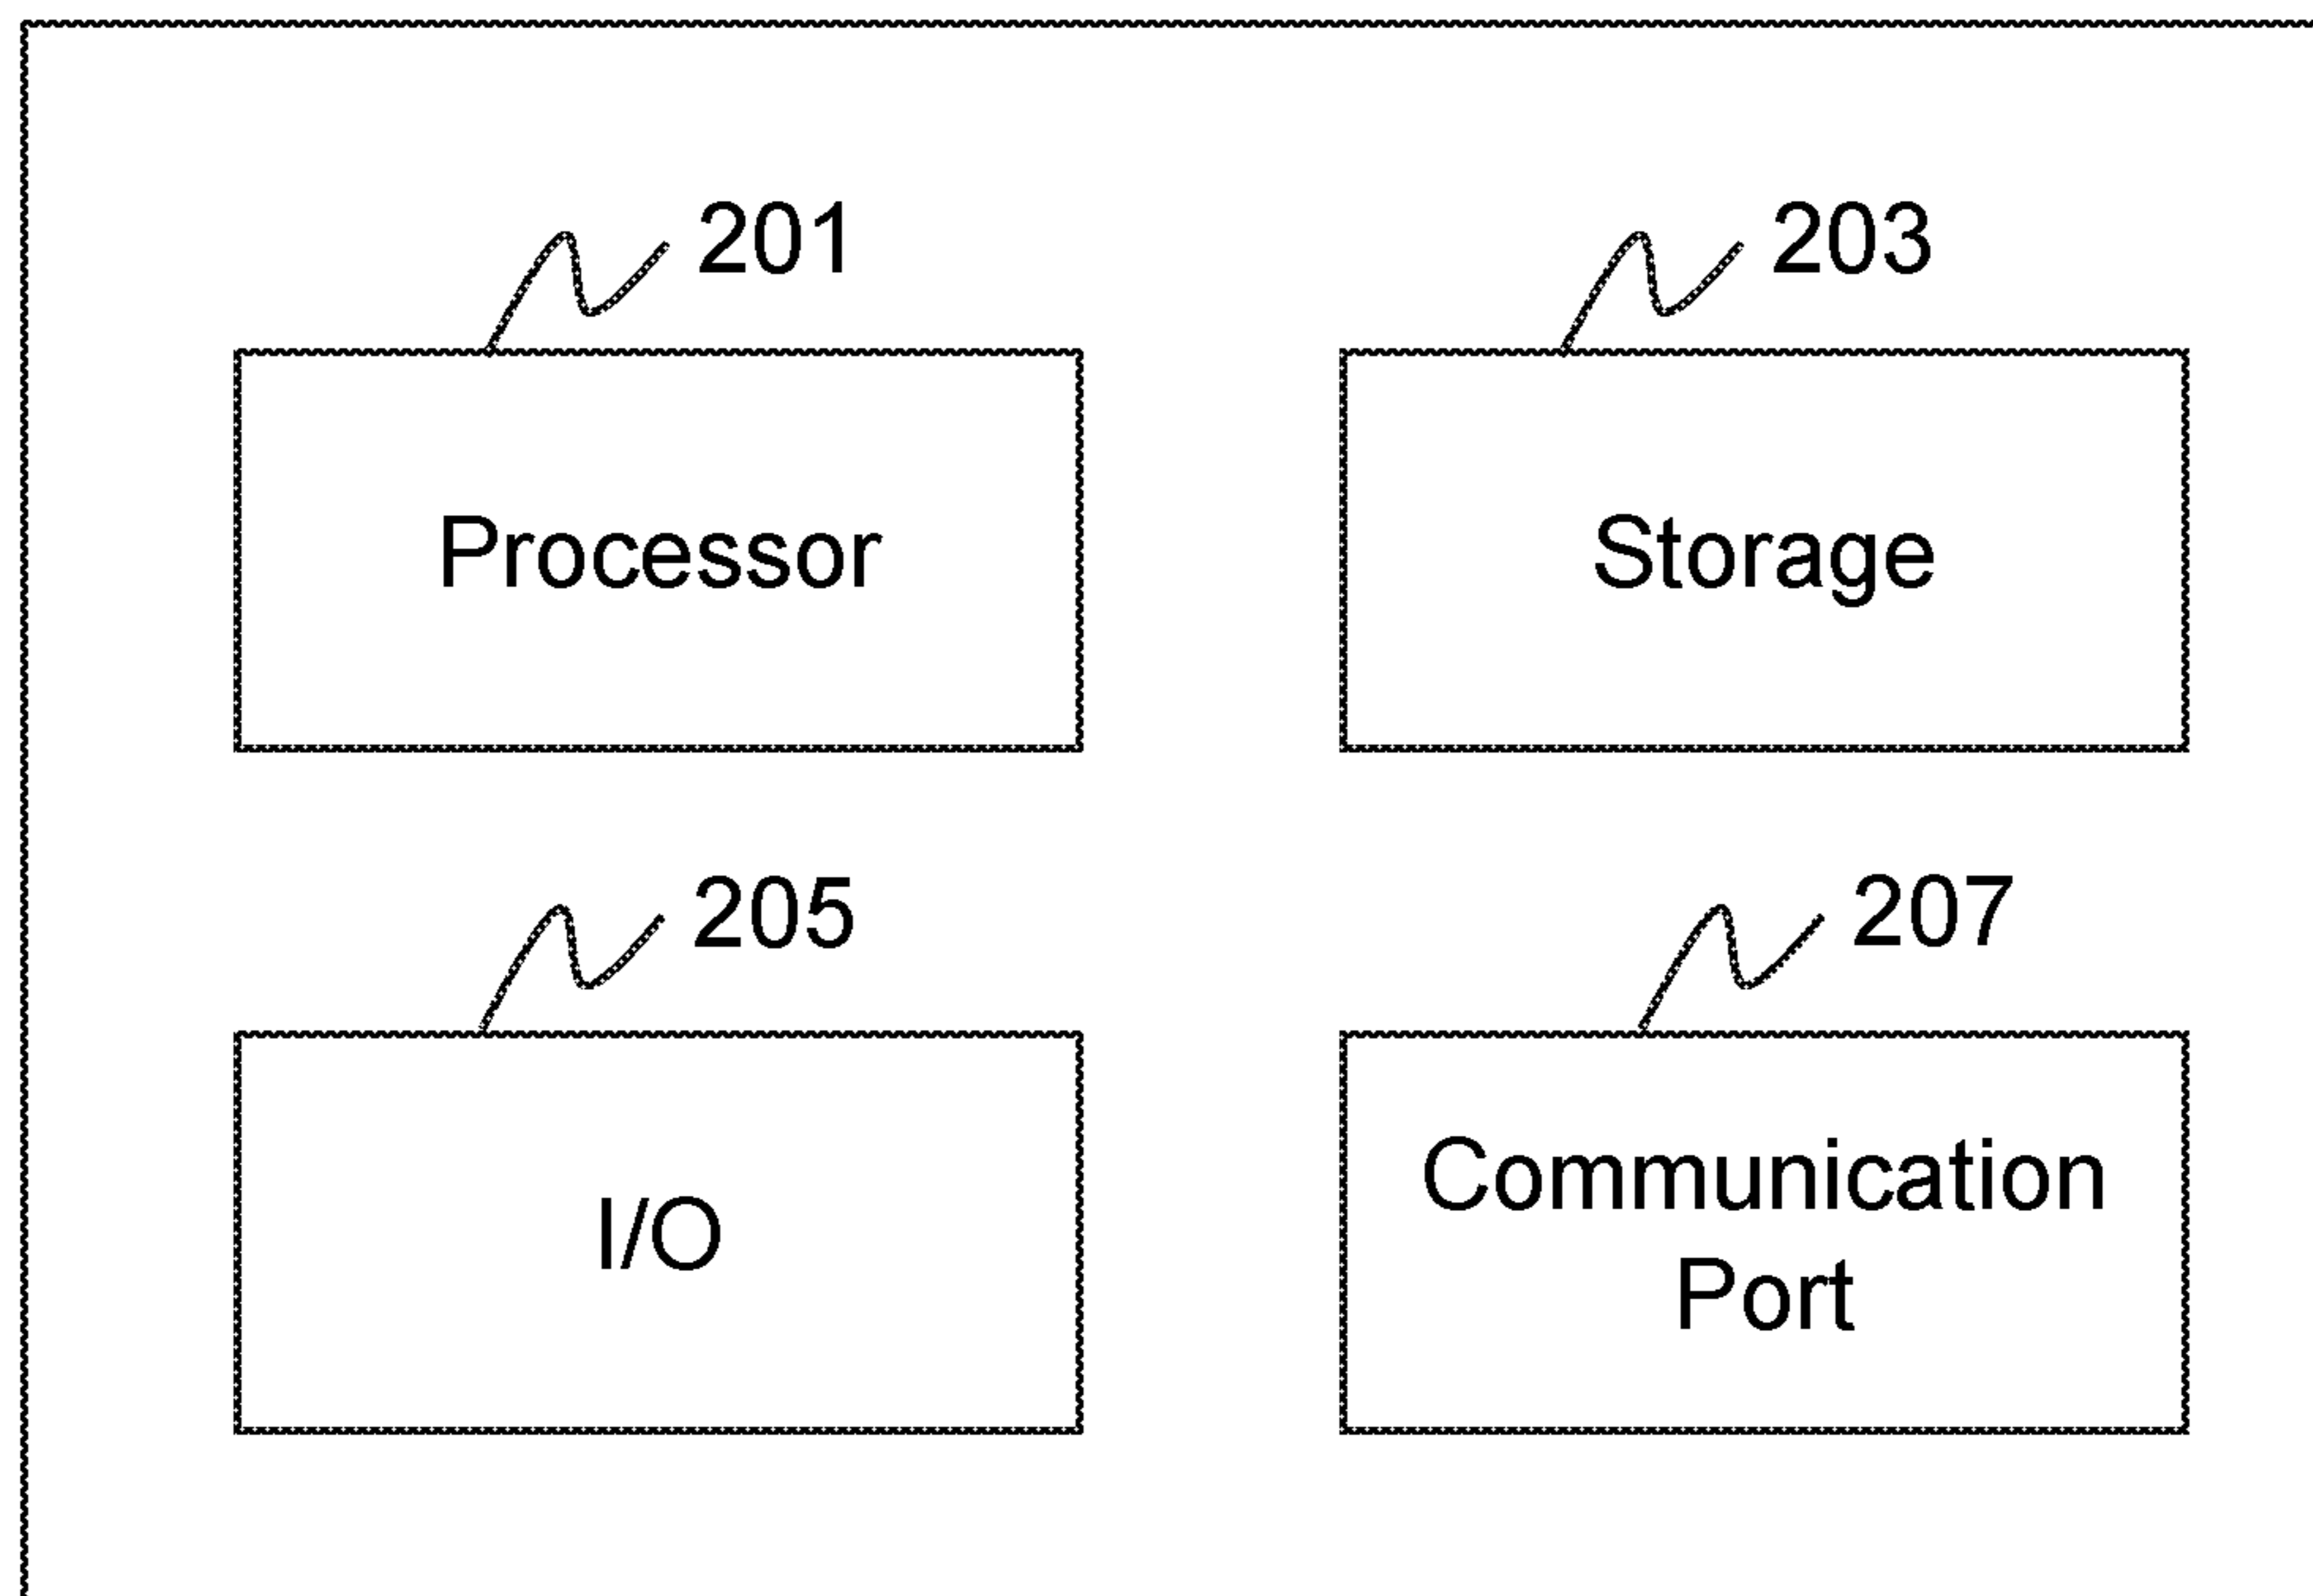 201
203
Processor
Storage
205
207
I/O
Communication
Port